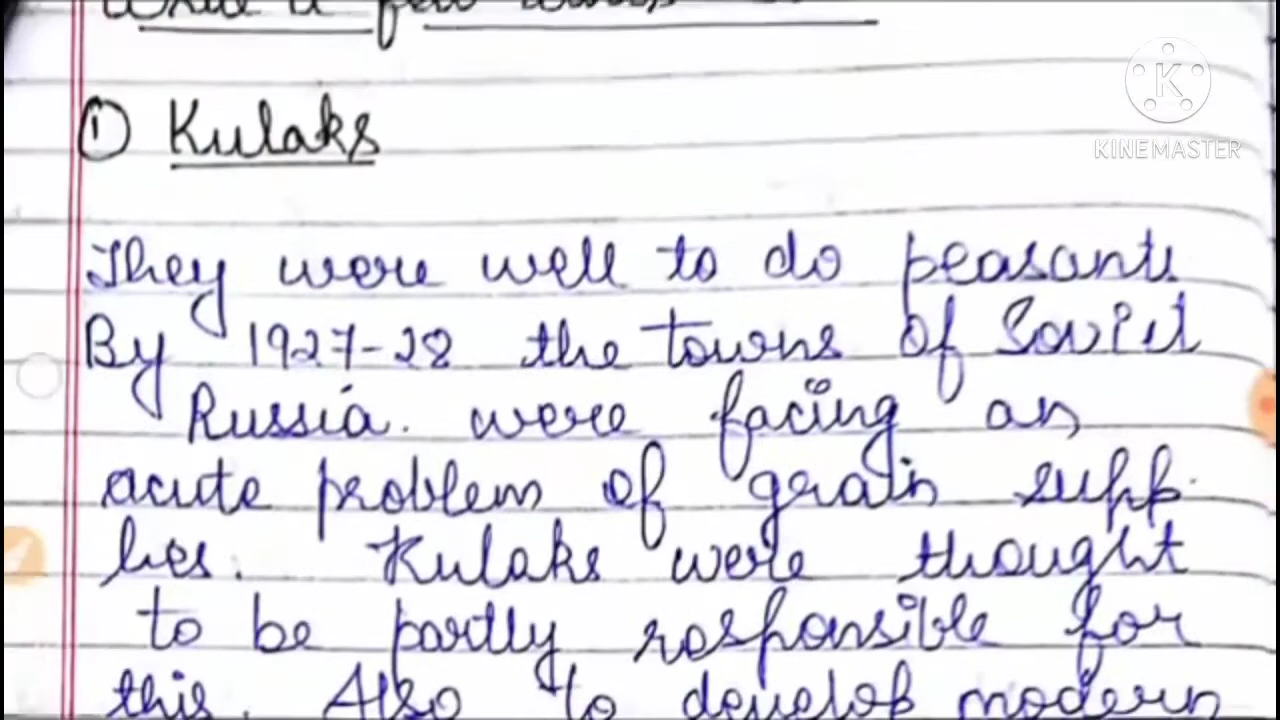 Write a few
① Kulaks
They were well to do peasants
By 1927-28 the towns of Soviet
Russia. were facing an
acute problem of grain supp-
lies. Kulaks were thought
to be partly responsible for
this. Also to develop modern
KINEMASTER